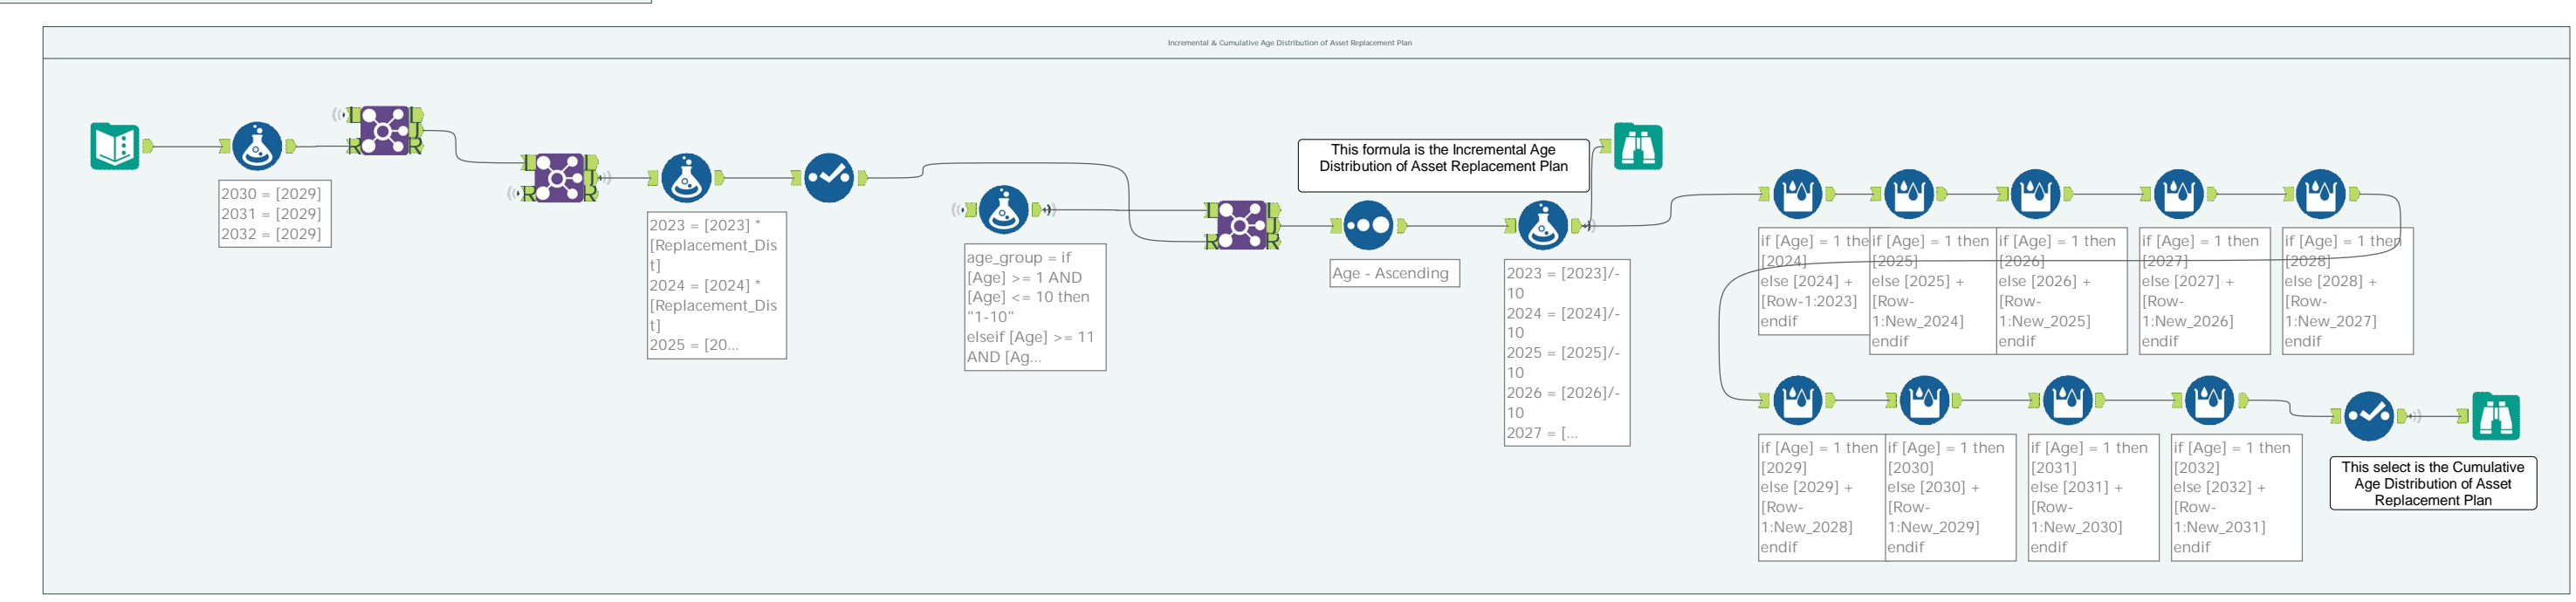 Incremental & Cumulative Age Distribution of Asset Replacement Plan
2030 = [2029]
2031 = [2029]
2032 = [2029]
2023 = [2023] *
[Replacement_Dis
t]
2024 = [2024] *
[Replacement_Dis
t]
2025 = [20...
age_group = if
[Age] >= 1 AND
[Age] <= 10 then
"1-10"
elseif [Age] >= 11
AND [Ag...
This formula is the Incremental Age
Distribution of Asset Replacement Plan
Age - Ascending
2023 = [2023]/-
10
2024 = [2024]/-
10
2025 = [2025]/-
10
2026 = [2026]/-
10
2027 = [...
if [Age] = 1 the
[2024]
else [2024] +
[Row-1:2023]
endif
if [Age] = 1 then
[2025]
else [2025] +
[Row-
1:New_2024]
endif
if [Age] = 1 then
[2026]
else [2026] +
[Row-
1:New_2025]
endif
if [Age] = 1 then
[2027]
else [2027] +
[Row-
1:New_2026]
endif
if [Age] = 1 then
[2028]
else [2028] +
[Row-
1:New_2027]
endif
if [Age] = 1 then
[2029]
else [2029] +
[Row-
1:New_2028]
endif
if [Age] = 1 then
[2030]
else [2030] +
[Row-
1:New_2029]
endif
if [Age] = 1 then
[2031]
else [2031] +
[Row-
1:New_2030]
endif
if [Age] = 1 then
[2032]
else [2032] +
[Row-
1:New_2031]
endif
This select is the Cumulative
Age Distribution of Asset
Replacement Plan